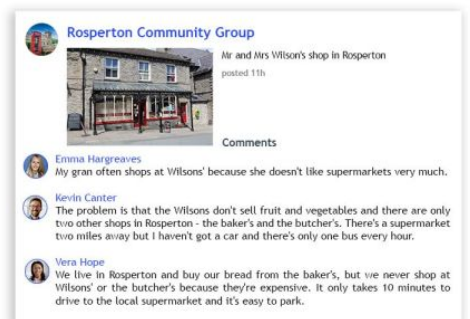 Rosperton Community Group
Mr and Mrs Wilson's shop in Rosperton
posted 11h
Comments
Emma Hargreaves
My gran often shops at Wilsons' because she doesn't like supermarkets very much.
Kevin Canter
The problem is that the Wilsons don't sell fruit and vegetables and there are only
two other shops in Rosperton - the baker's and the butcher's. There's a supermarket
two miles away but I haven't got a car and there's only one bus every hour.
Vera Hope
We live in Rosperton and buy our bread from the baker's, but we never shop at
Wilsons' or the butcher's because they're expensive. It only takes 10 minutes to
drive to the local supermarket and it's easy to park.